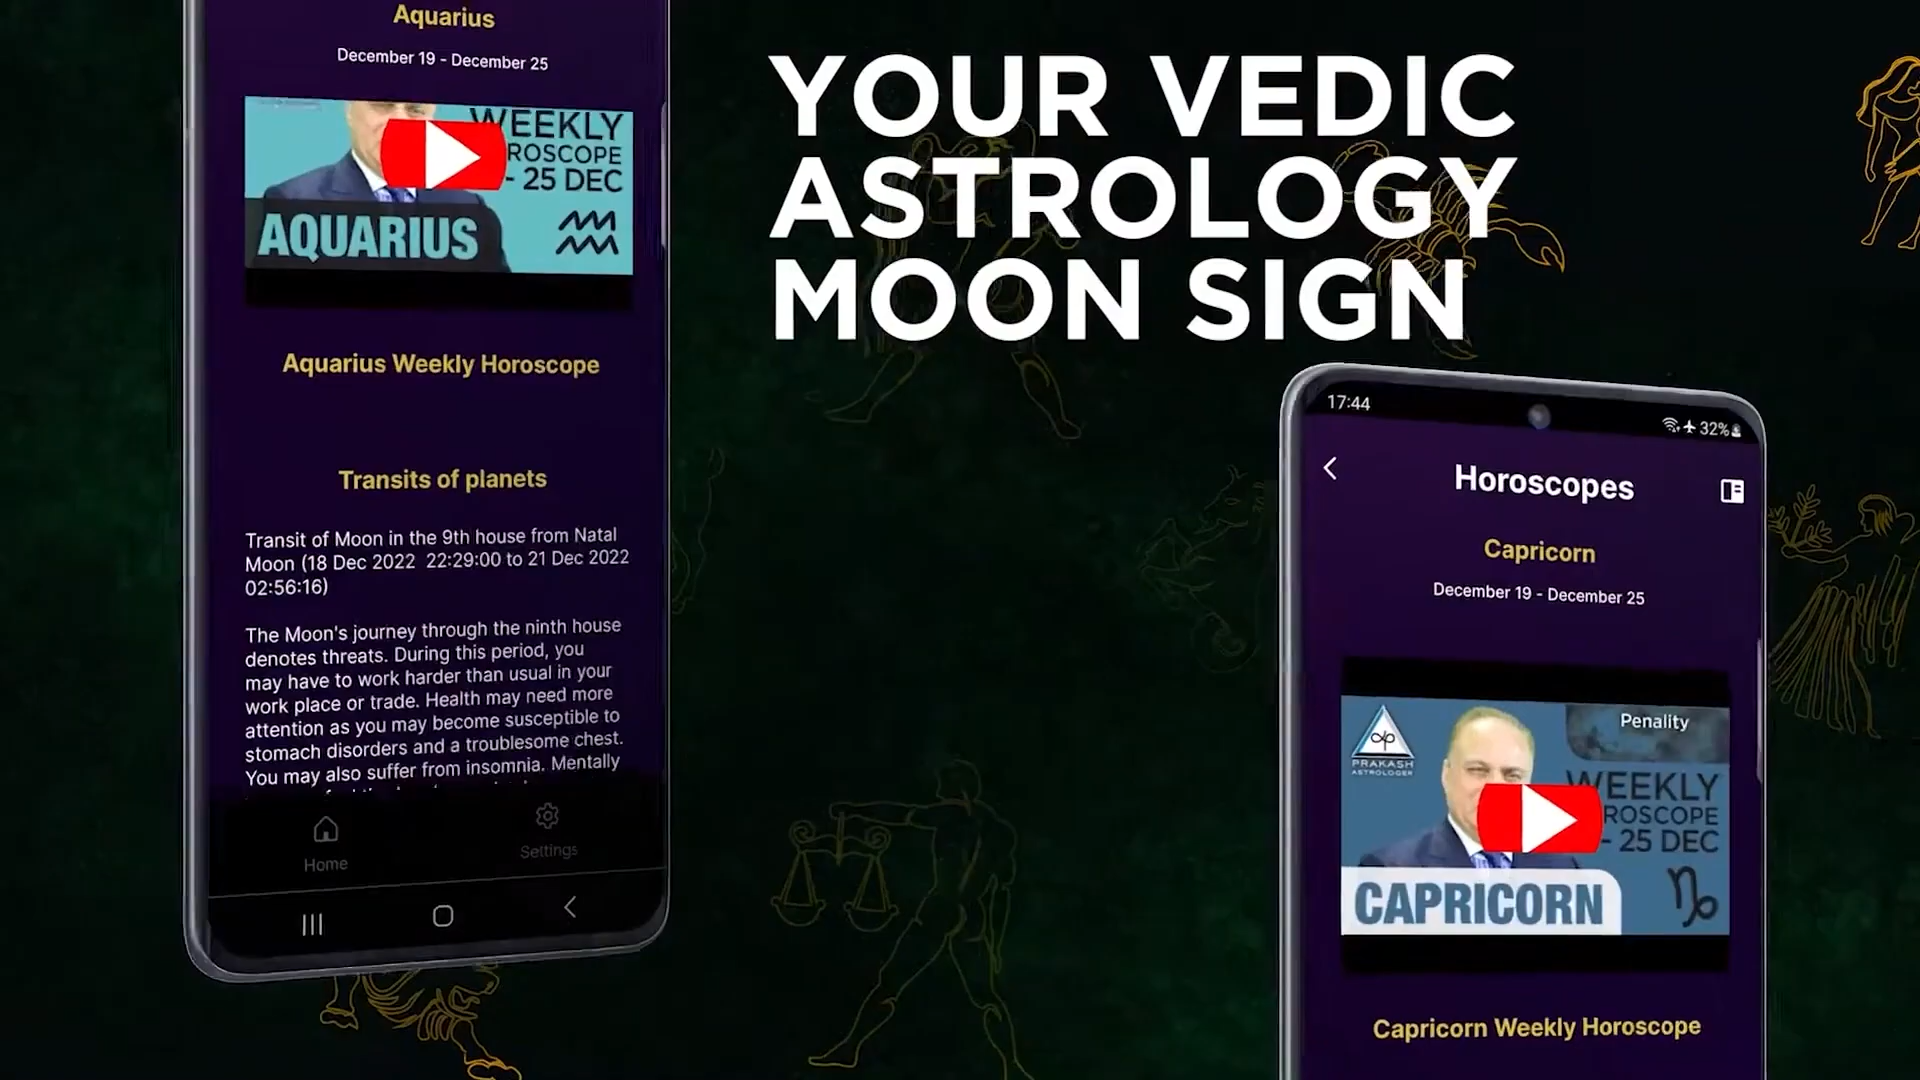 Aquarius
December 19 - December 25
WEEKLY
ROSCOPE
- 25 DEC
AQUARIUS
Aquarius Weekly Horoscope
Transits of planets
Transit of Moon in the 9th house from Natal
Moon (18 Dec 2022 22:29:00 to 21 Dec 2022
02:56:16)
The Moon's journey through the ninth house
denotes threats. During this period, you
may have to work harder than usual in your
work place or trade. Health may need more
attention as you may become susceptible to
stomach disorders and a troublesome chest.
You may also suffer from insomnia. Mentally
Home
Settings
YOUR VEDIC
ASTROLOGY
MOON SIGN
17:44
32%
Horoscopes
Capricorn
December 19 - December 25
PRAKASH
ASTROLOGER
Penality
WEEKLY
ROSCOPE
- 25 DEC
CAPRICORN
Capricorn Weekly Horoscope